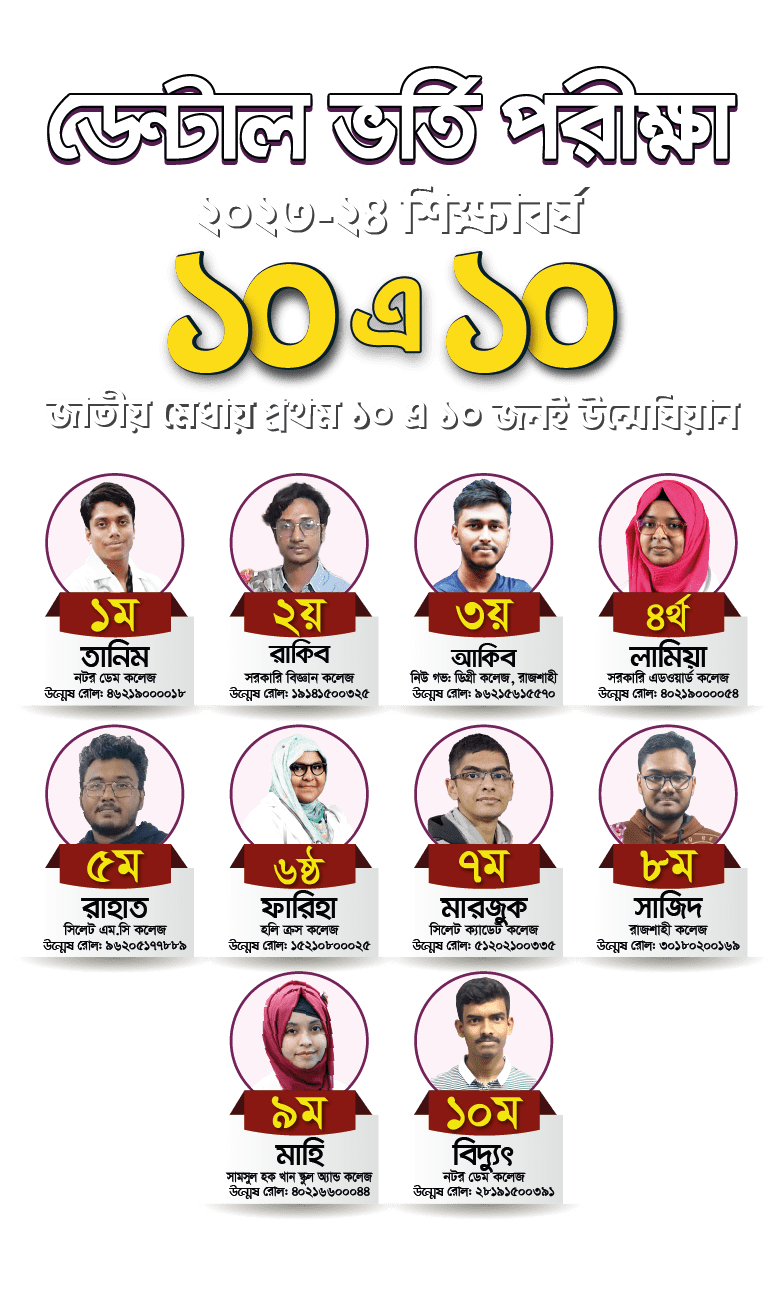 ডেন্টাল ভর্তি পরীক্ষা
২০২৩-২৪ শিক্ষাবর্ষ
১০ এ ১০
জাতীয় মেধায় প্রথম ১০ এ ১০ জনই উন্মেষিয়ান
১ম
তানিম
নটর ডেম কলেজ
উন্মেষ রোল: ৪৬২১৯০০০০১৮
২য়
রাকিব
সরকারি বিজ্ঞান কলেজ
উন্মেষ রোল: ১৯১৪১৫০০৩২৫
৩য়
আকিব
নিউ গভ: ডিগ্রী কলেজ, রাজশাহী
উন্মেষ রোল: ৯৬২১৫৬১৫৫৭০
৪র্থ
লামিয়া
সরকারি এডওয়ার্ড কলেজ
উন্মেষ রোল: ৪০২১৯০০০০৫৪
৫ম
রাহাত
সিলেট এম.সি কলেজ
উন্মেষ রোল: ৯৬২০৫১৭৭৮৮৯
৬ষ্ঠ
ফারিহা
হলি ক্রস কলেজ
উন্মেষ রোল: ১৫২১০৮০০০২৫
৭ম
মারজুক
সিলেট ক্যাডেট কলেজ
উন্মেষ রোল: ৫১২০২১০০৩৩৫
৮ম
সাজিদ
রাজশাহী কলেজ
উন্মেষ রোল: ৩০১৮০২০০১৬৯
৯ম
মাহি
সামসুল হক খান স্কুল অ্যান্ড কলেজ
উন্মেষ রোল: ৪০২১৬৬০০০৪৪
১০ম
বিদ্যুৎ
নটর ডেম কলেজ
উন্মেষ রোল: ২৮১৯১৫০০৩৯১